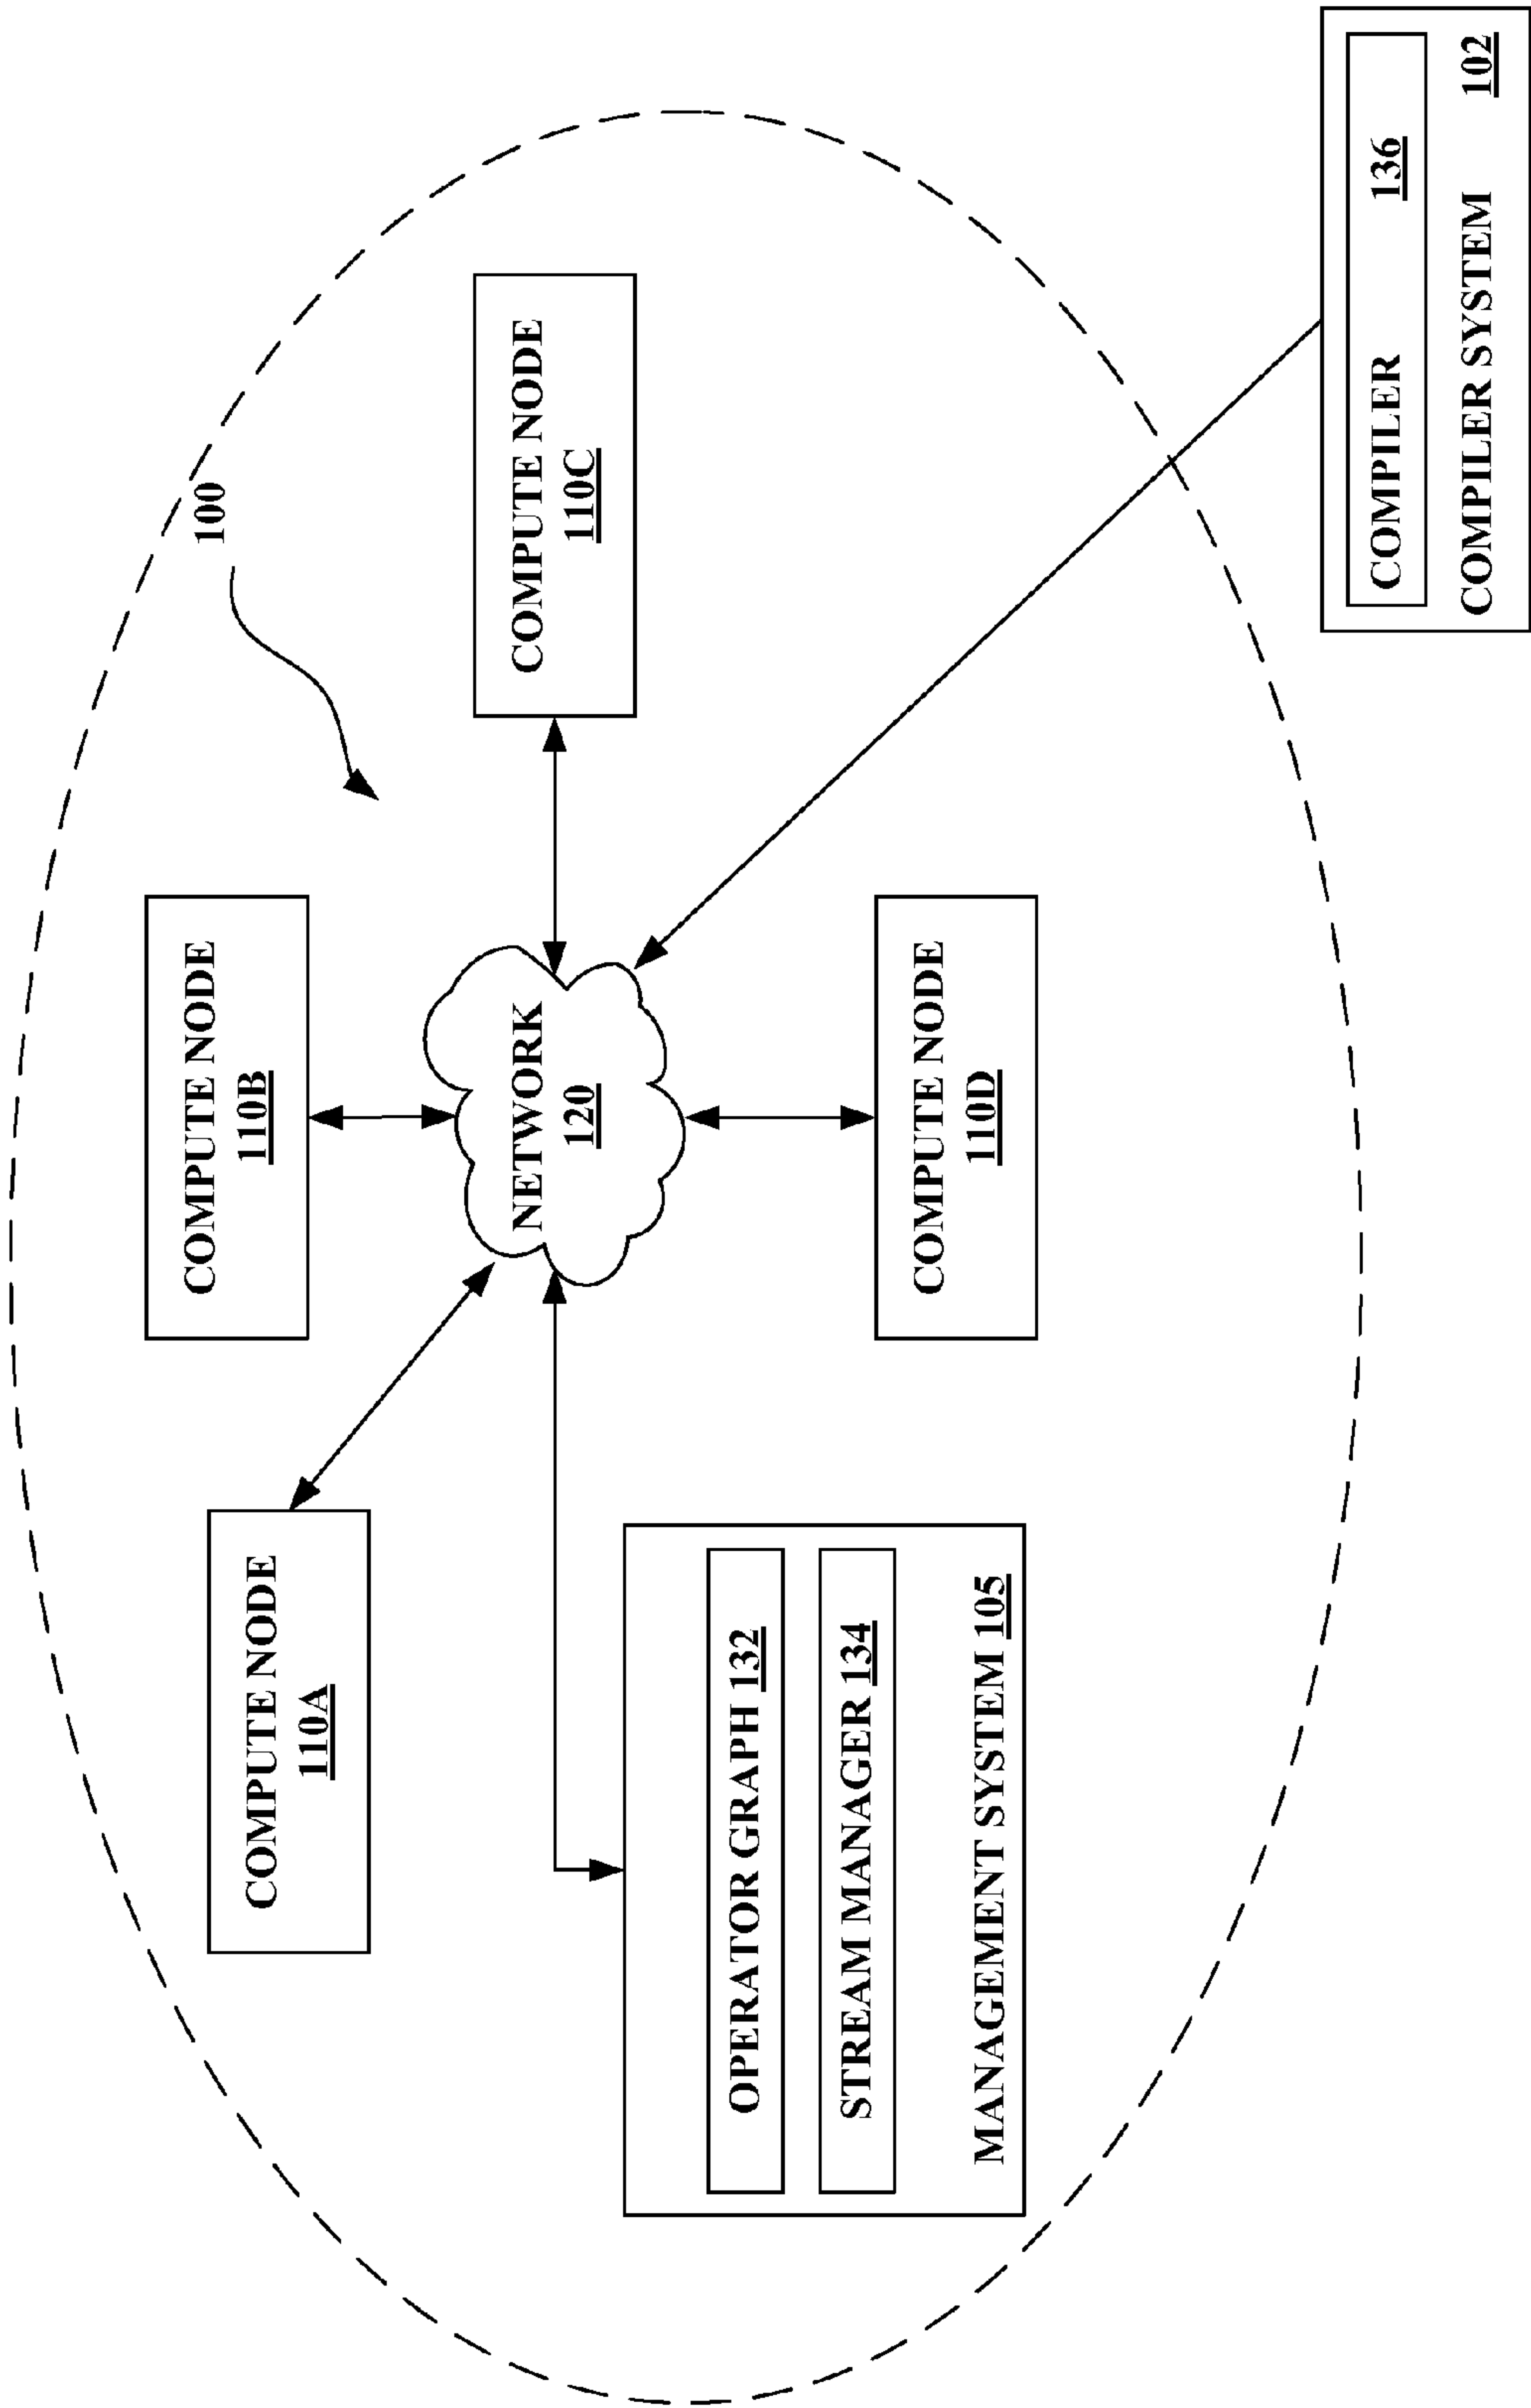 100
COMPUTE NODE
110B
COMPUTE NODE
110A
COMPUTE NODE
110C
NETWORK
120
OPERATOR GRAPH 132
STREAM MANAGER 134
MANAGEMENT SYSTEM 105
COMPUTE NODE
110D
COMPILER 136
COMPILER SYSTEM 102